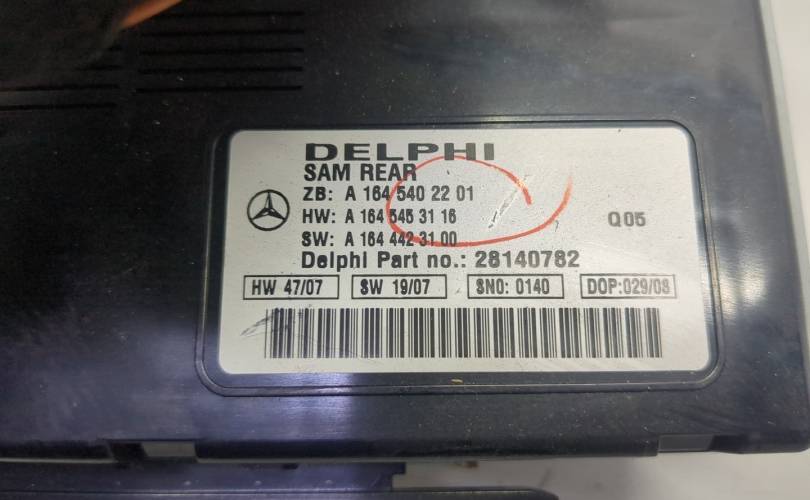 DELPHI
SAM REAR
ZB: A 164 540 22 01
HW: A 164 545 31 16
SW: A 164 442 31 00
Q05
Delphi Part no.: 28140782
HW 47/07 SW 19/07 SNO: 0140 DOP:029/08